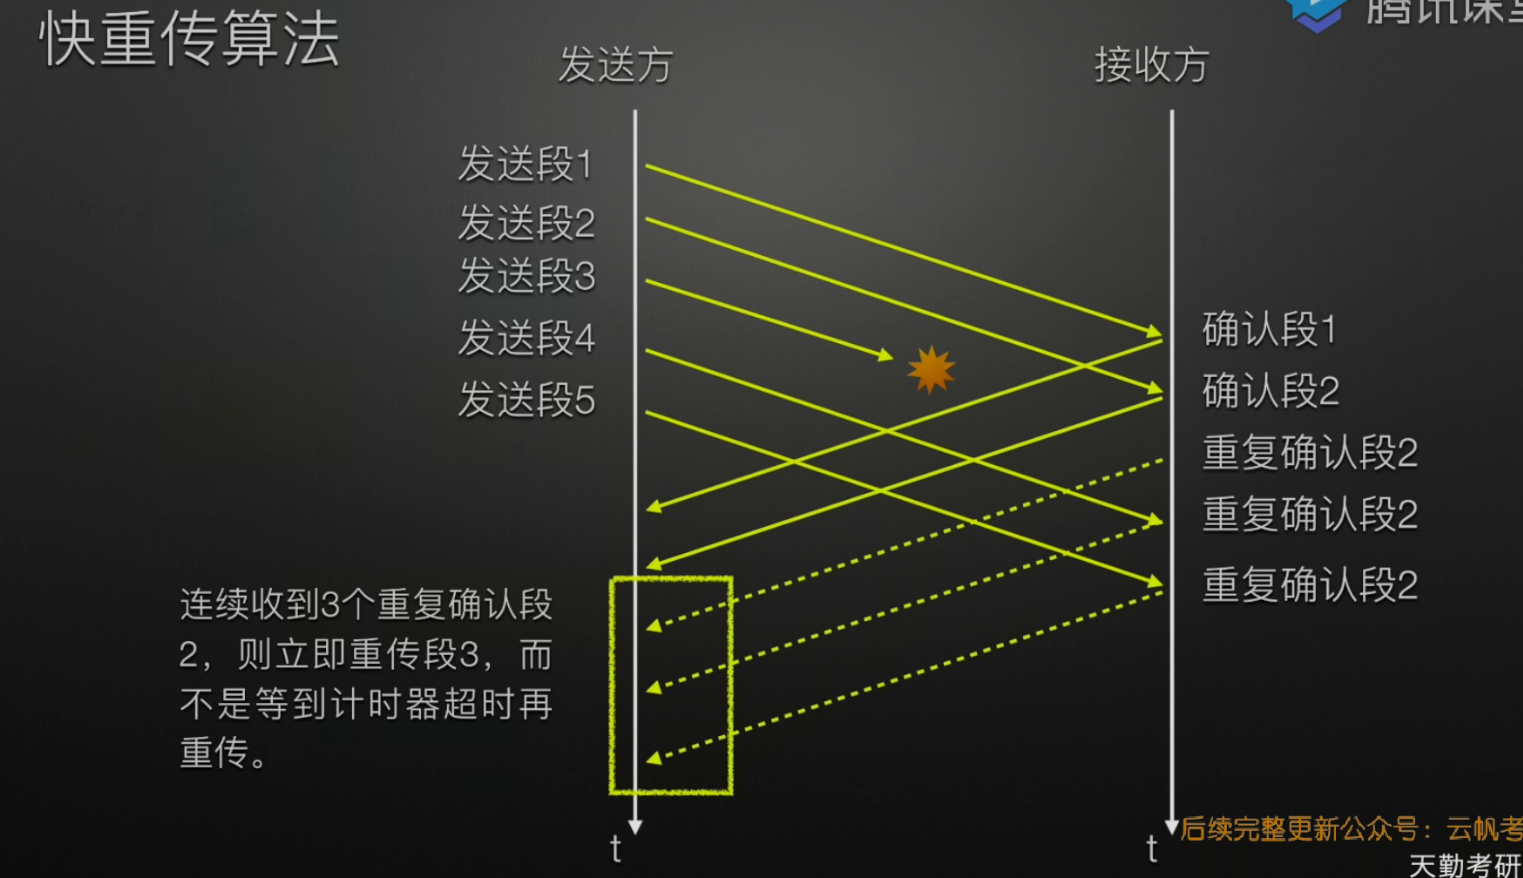 快重传算法
腾讯课堂
发送方
接收方
发送段1
发送段2
发送段3
发送段4
发送段5
确认段1
确认段2
重复确认段2
重复确认段2
重复确认段2
连续收到3个重复确认段
2，则立即重传段3，而
不是等到计时器超时再
重传。
t
t
后续完整更新公众号：云帆考
天勤考研